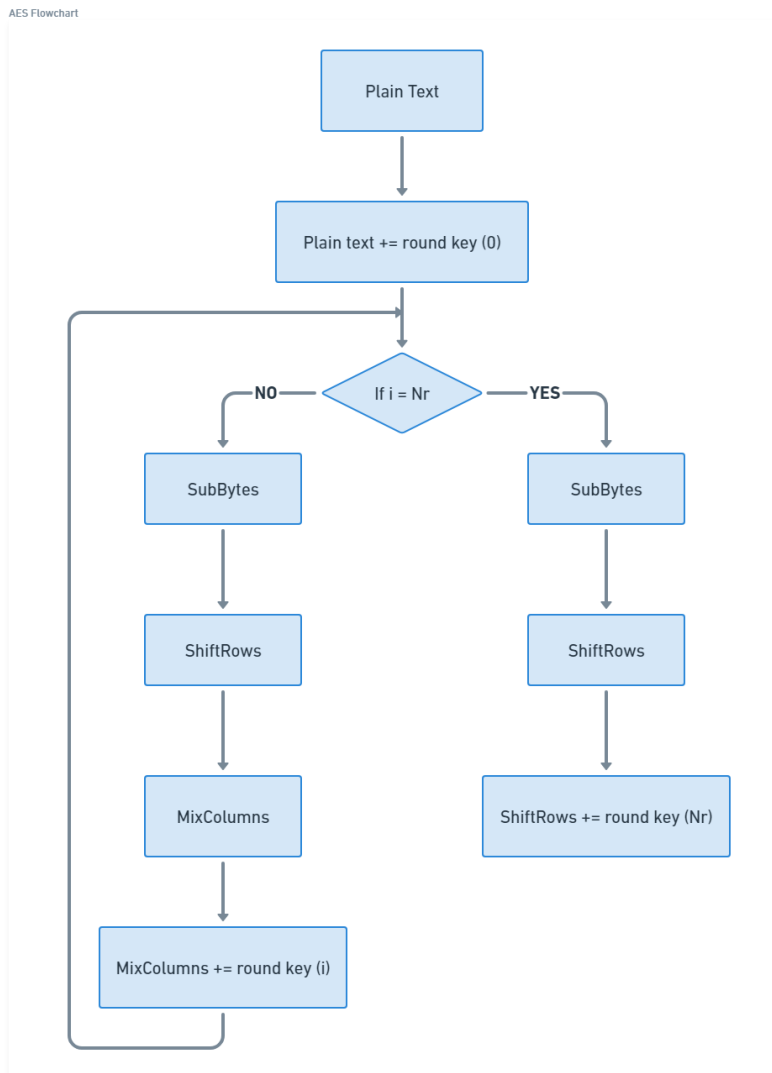 AES Flowchart
Plain Text
Plain text += round key (0)
If i = Nr
NO
YES
SubBytes
SubBytes
ShiftRows
ShiftRows
MixColumns
ShiftRows += round key (Nr)
MixColumns += round key (i)